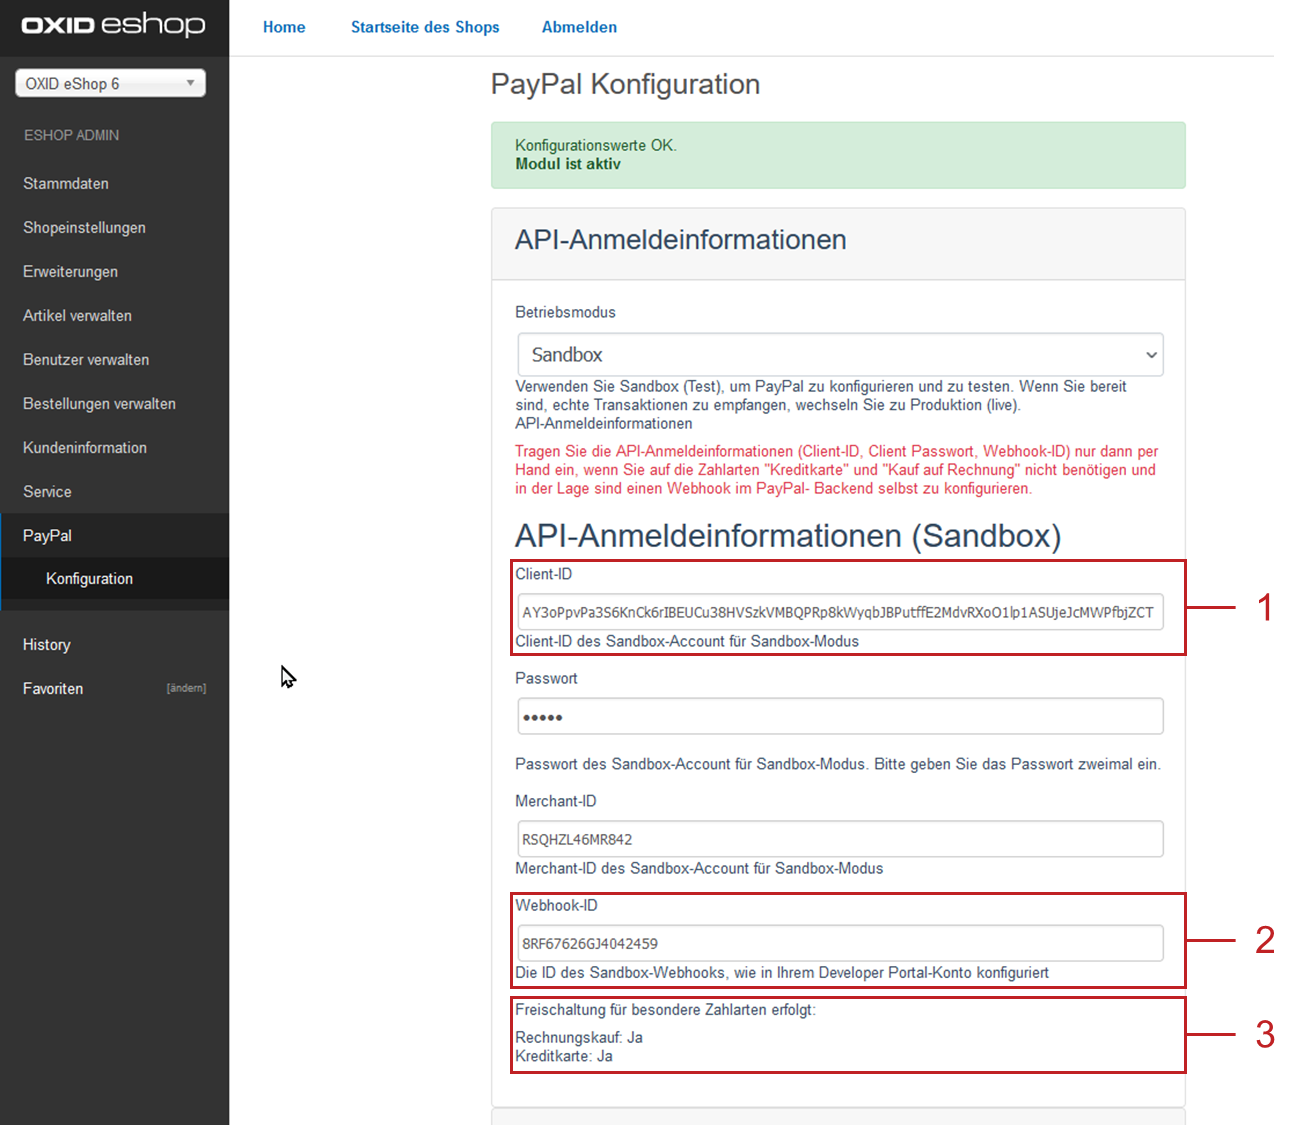 OXID eshop
Home
Startseite des Shops
Abmelden
OXID eShop 6
ESHOP ADMIN
Stammdaten
Shopeinstellungen
Erweiterungen
Artikel verwalten
Benutzer verwalten
Bestellungen verwalten
Kundeninformation
Service
PayPal
Konfiguration
History
Favoriten
[ändern]
PayPal Konfiguration
Konfigurationswerte OK.
Modul ist aktiv
API-Anmeldeinformationen
Betriebsmodus
Sandbox
Verwenden Sie Sandbox (Test), um PayPal zu konfigurieren und zu testen. Wenn Sie bereit
sind, echte Transaktionen zu empfangen, wechseln Sie zu Produktion (live).
API-Anmeldeinformationen
Tragen Sie die API-Anmeldeinformationen (Client-ID, Client Passwort, Webhook-ID) nur dann per
Hand ein, wenn Sie auf die Zahlarten "Kreditkarte" und "Kauf auf Rechnung" nicht benötigen und
in der Lage sind einen Webhook im PayPal- Backend selbst zu konfigurieren.
API-Anmeldeinformationen (Sandbox)
Client-ID
AY3oPpvPa3S6KnCk6rIBEUCu38HVSzkVMBQPRp8kWyqbJBPutffE2MdvRXoO1lp1ASUjeJcMWPfbjZCT
Client-ID des Sandbox-Account für Sandbox-Modus
1
Passwort
•••••
Passwort des Sandbox-Account für Sandbox-Modus. Bitte geben Sie das Passwort zweimal ein.
Merchant-ID
RSQHZL46MR842
Merchant-ID des Sandbox-Account für Sandbox-Modus
Webhook-ID
8RF67626GJ4042459
Die ID des Sandbox-Webhooks, wie in Ihrem Developer Portal-Konto konfiguriert
2
Freischaltung für besondere Zahlarten erfolgt:
Rechnungskauf: Ja
Kreditkarte: Ja
3